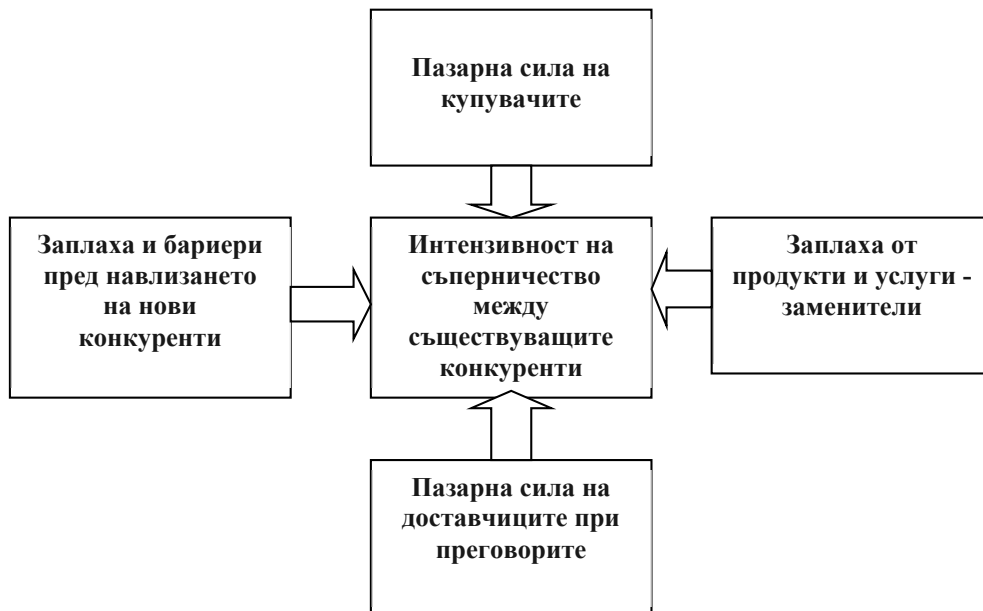 Пазарна сила на
купувачите
Заплаха и бариери
пред навлизането
на нови
конкуренти
Интензивност на
съперничество
между
съществуващите
конкуренти
Заплаха от
продукти и услуги -
заменители
Пазарна сила на
доставчиците при
преговорите